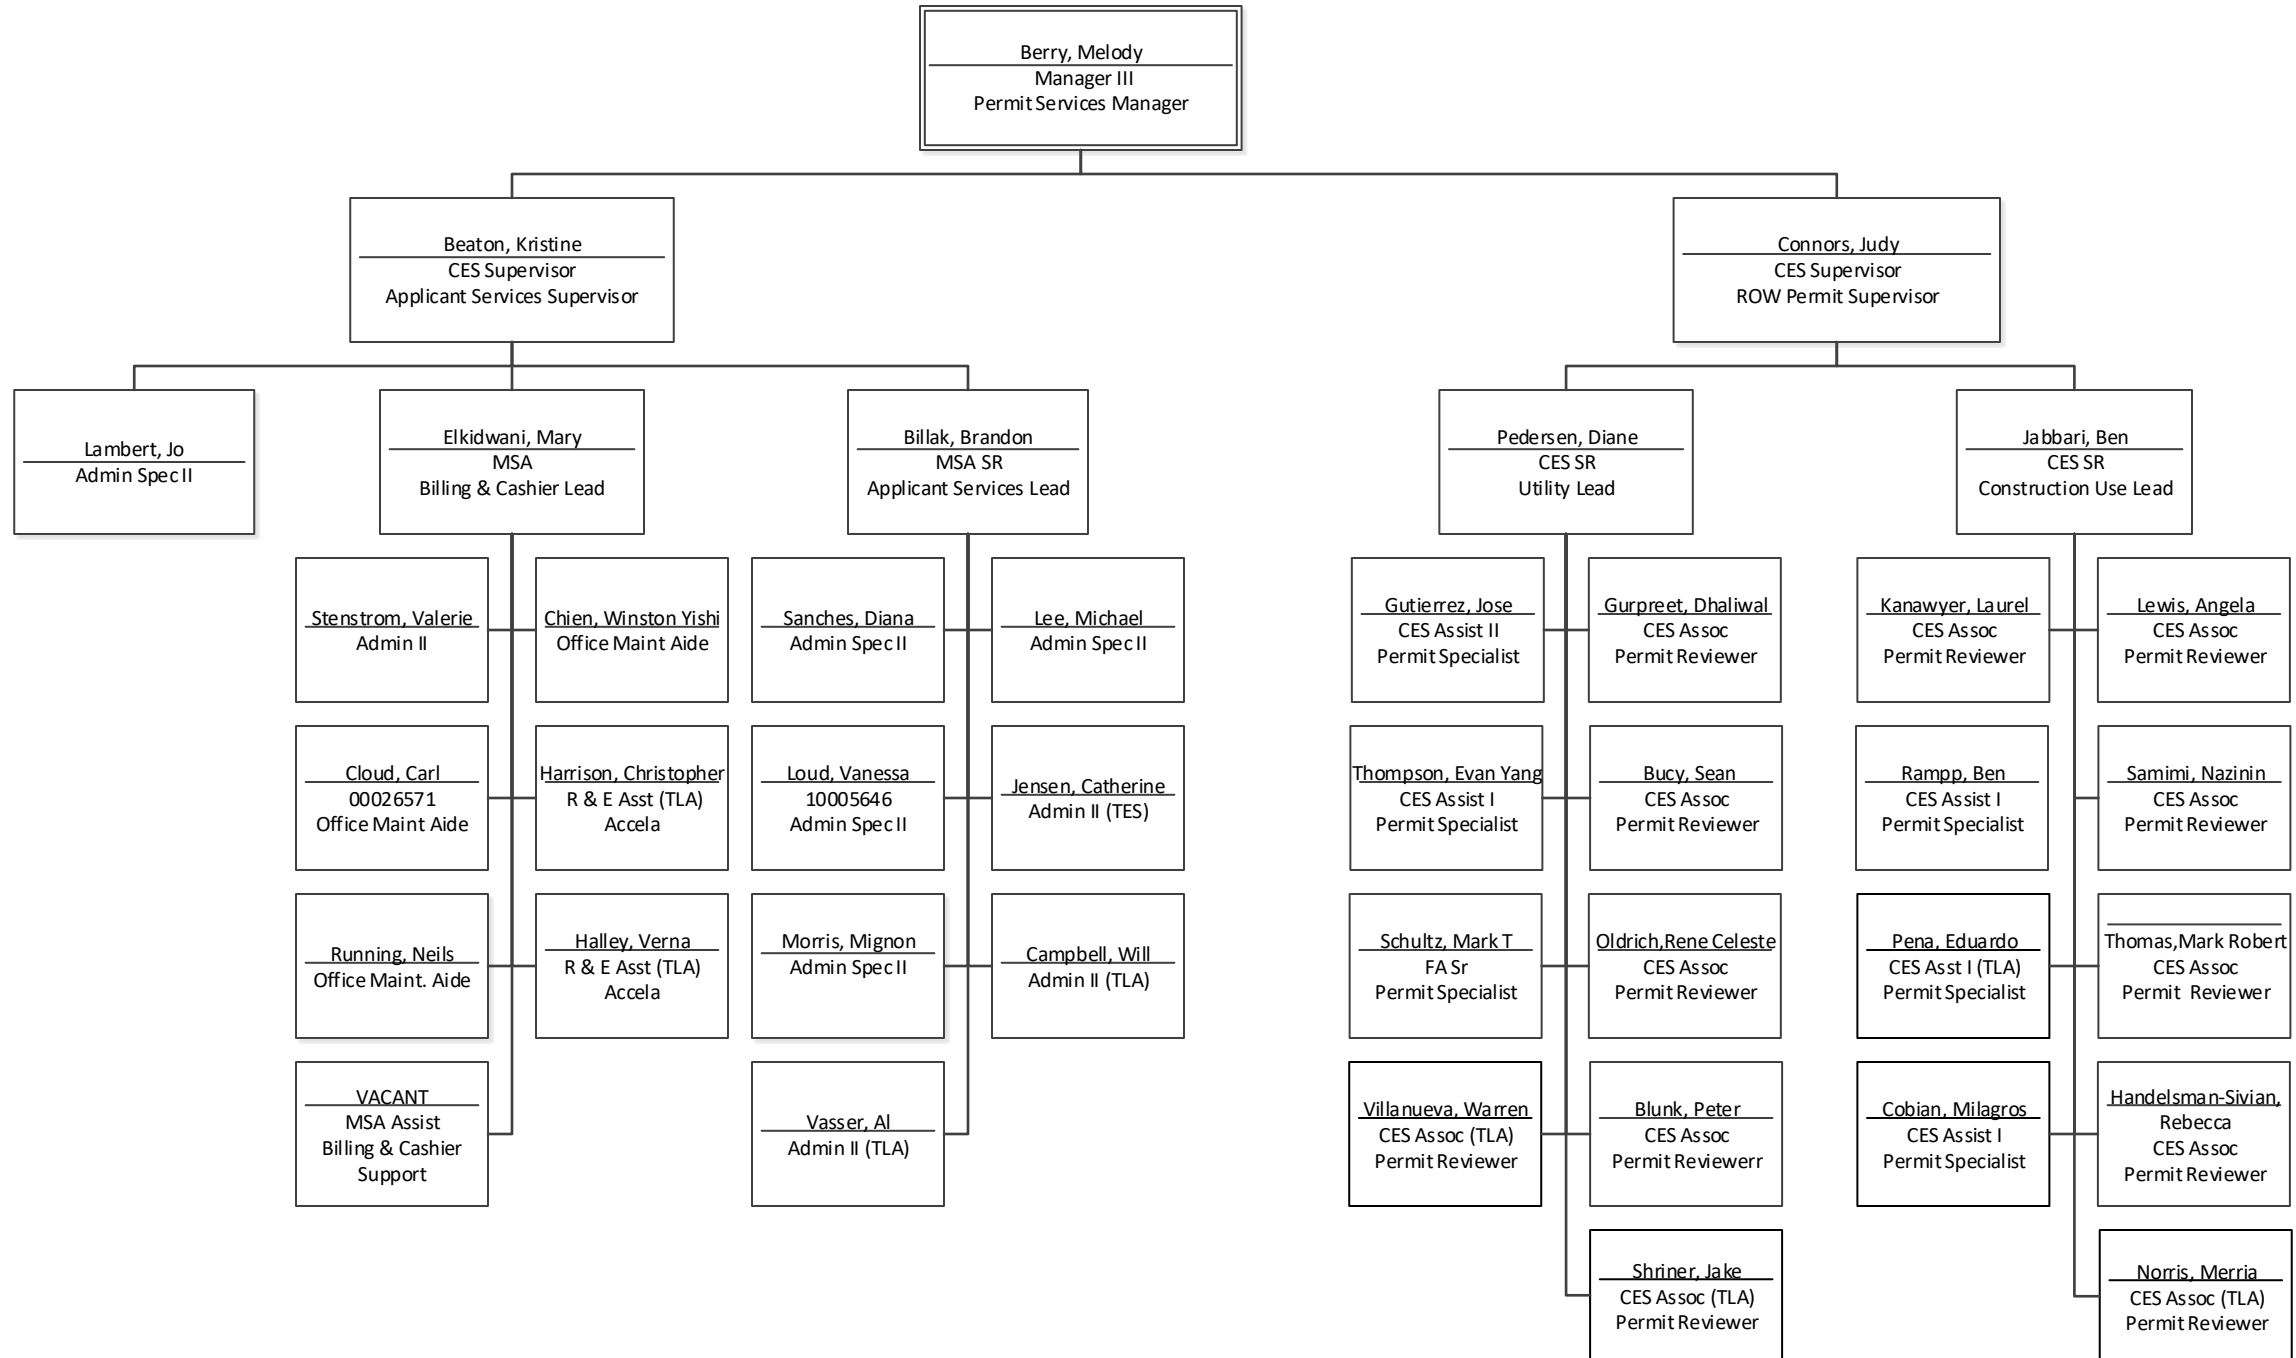 Berry, Melody
Manager III
Permit Services Manager
Beaton, Kristine
CES Supervisor
Applicant Services Supervisor
Connors, Judy
CES Supervisor
ROW Permit Supervisor
Lambert, Jo
Admin Spec II
Elkidwani, Mary
MSA
Billing & Cashier Lead
Billak, Brandon
MSA SR
Applicant Services Lead
Pedersen, Diane
CES SR
Utility Lead
Jabbari, Ben
CES SR
Construction Use Lead
Stenstrom, Valerie
Admin II
Chien, Winston Yishi
Office Maint Aide
Sanches, Diana
Admin Spec II
Lee, Michael
Admin Spec II
Gutierrez, Jose
CES Assist II
Permit Specialist
Gurpreet, Dhaliwal
CES Assoc
Permit Reviewer
Kanawyer, Laurel
CES Assoc
Permit Reviewer
Lewis, Angela
CES Assoc
Permit Reviewer
Cloud, Carl
00026571
Office Maint Aide
Harrison, Christopher
R & E Asst (TLA)
Accela
Loud, Vanessa
10005646
Admin Spec II
Jensen, Catherine
Admin II (TES)
Thompson, Evan Yang
CES Assist I
Permit Specialist
Bucy, Sean
CES Assoc
Permit Reviewer
Rampp, Ben
CES Assist I
Permit Specialist
Samimi, Nazinin
CES Assoc
Permit Reviewer
Running, Neils
Office Maint. Aide
Halley, Verna
R & E Asst (TLA)
Accela
Morris, Mignon
Admin Spec II
Campbell, Will
Admin II (TLA)
Schultz, Mark T
FA Sr
Permit Specialist
Oldrich,Rene Celeste
CES Assoc
Permit Reviewer
Pena, Eduardo
CES Asst I (TLA)
Permit Specialist
Thomas,Mark Robert
CES Assoc
Permit  Reviewer
VACANT
MSA Assist
Billing & Cashier
Support
Vasser, Al
Admin II (TLA)
Villanueva, Warren
CES Assoc (TLA)
Permit Reviewer
Blunk, Peter
CES Assoc
Permit Reviewerr
Cobian, Milagros
CES Assist I
Permit Specialist
Handelsman-Sivian,
Rebecca
CES Assoc
Permit Reviewer
Shriner, Jake
CES Assoc (TLA)
Permit Reviewer
Norris, Merria
CES Assoc (TLA)
Permit Reviewer